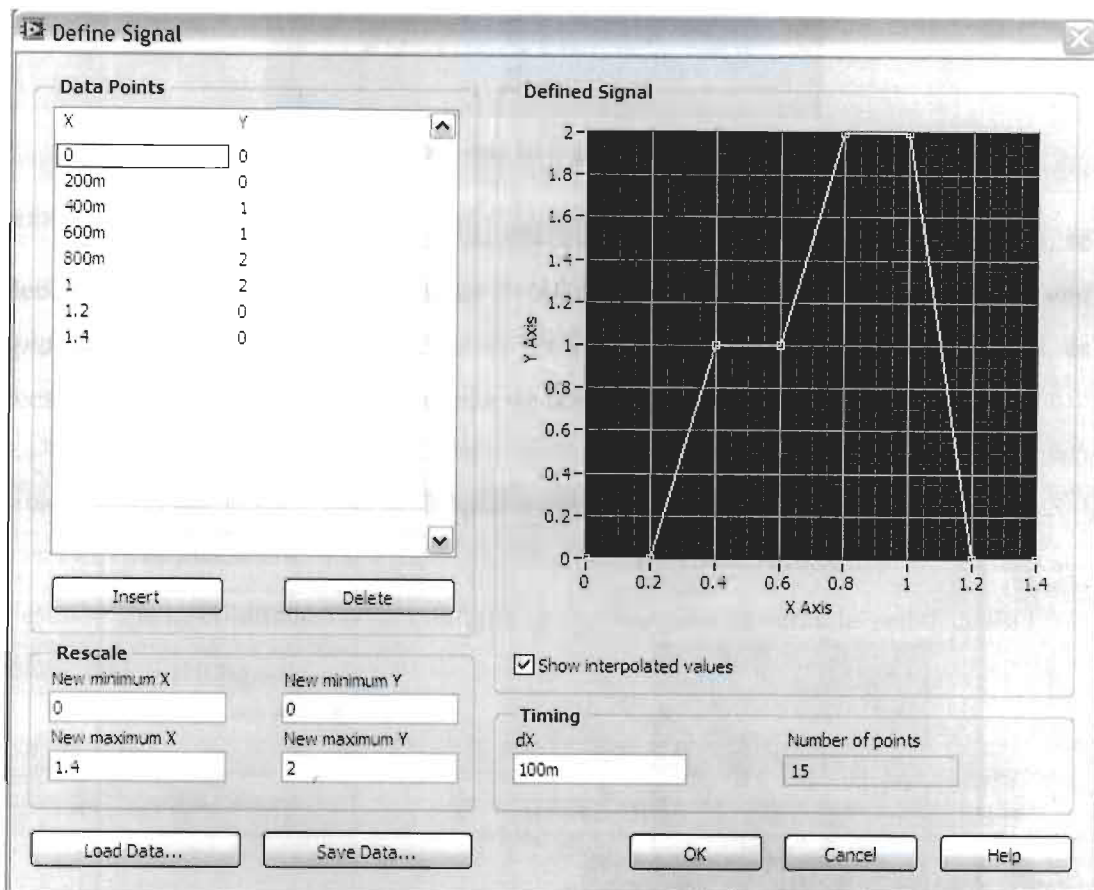 Define Signal
Data Points
X Y
0 0
200m 0
400m 1
600m 1
800m 2
1 2
1.2 0
1.4 0
Insert Delete
Rescale
New minimum X New minimum Y
0 0
New maximum X New maximum Y
1.4 2
Load Data... Save Data...
Defined Signal
2
1.8
1.6
1.4
1.2
1
0.8
0.6
0.4
0.2
0
Y Axis
0 0.2 0.4 0.6 0.8 1 1.2 1.4
X Axis
Show interpolated values
Timing
dX Number of points
100m 15
OK Cancel Help